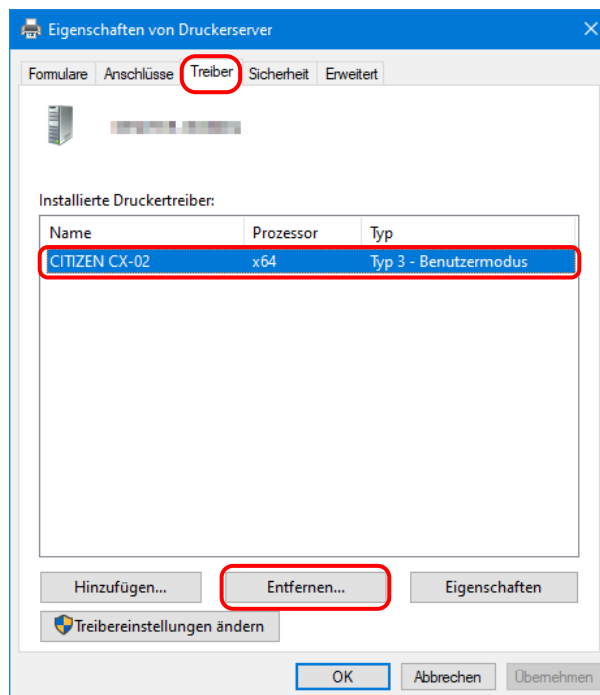 Eigenschaften von Druckerserver
Formulare Anschlüsse Treiber Sicherheit Erweitert
Installierte Druckertreiber:
Name Prozessor Typ
CITIZEN CX-02 x64 Typ 3 - Benutzermodus
Hinzufügen... Entfernen... Eigenschaften
Treibereinstellungen ändern
OK Abbrechen Übernehmen